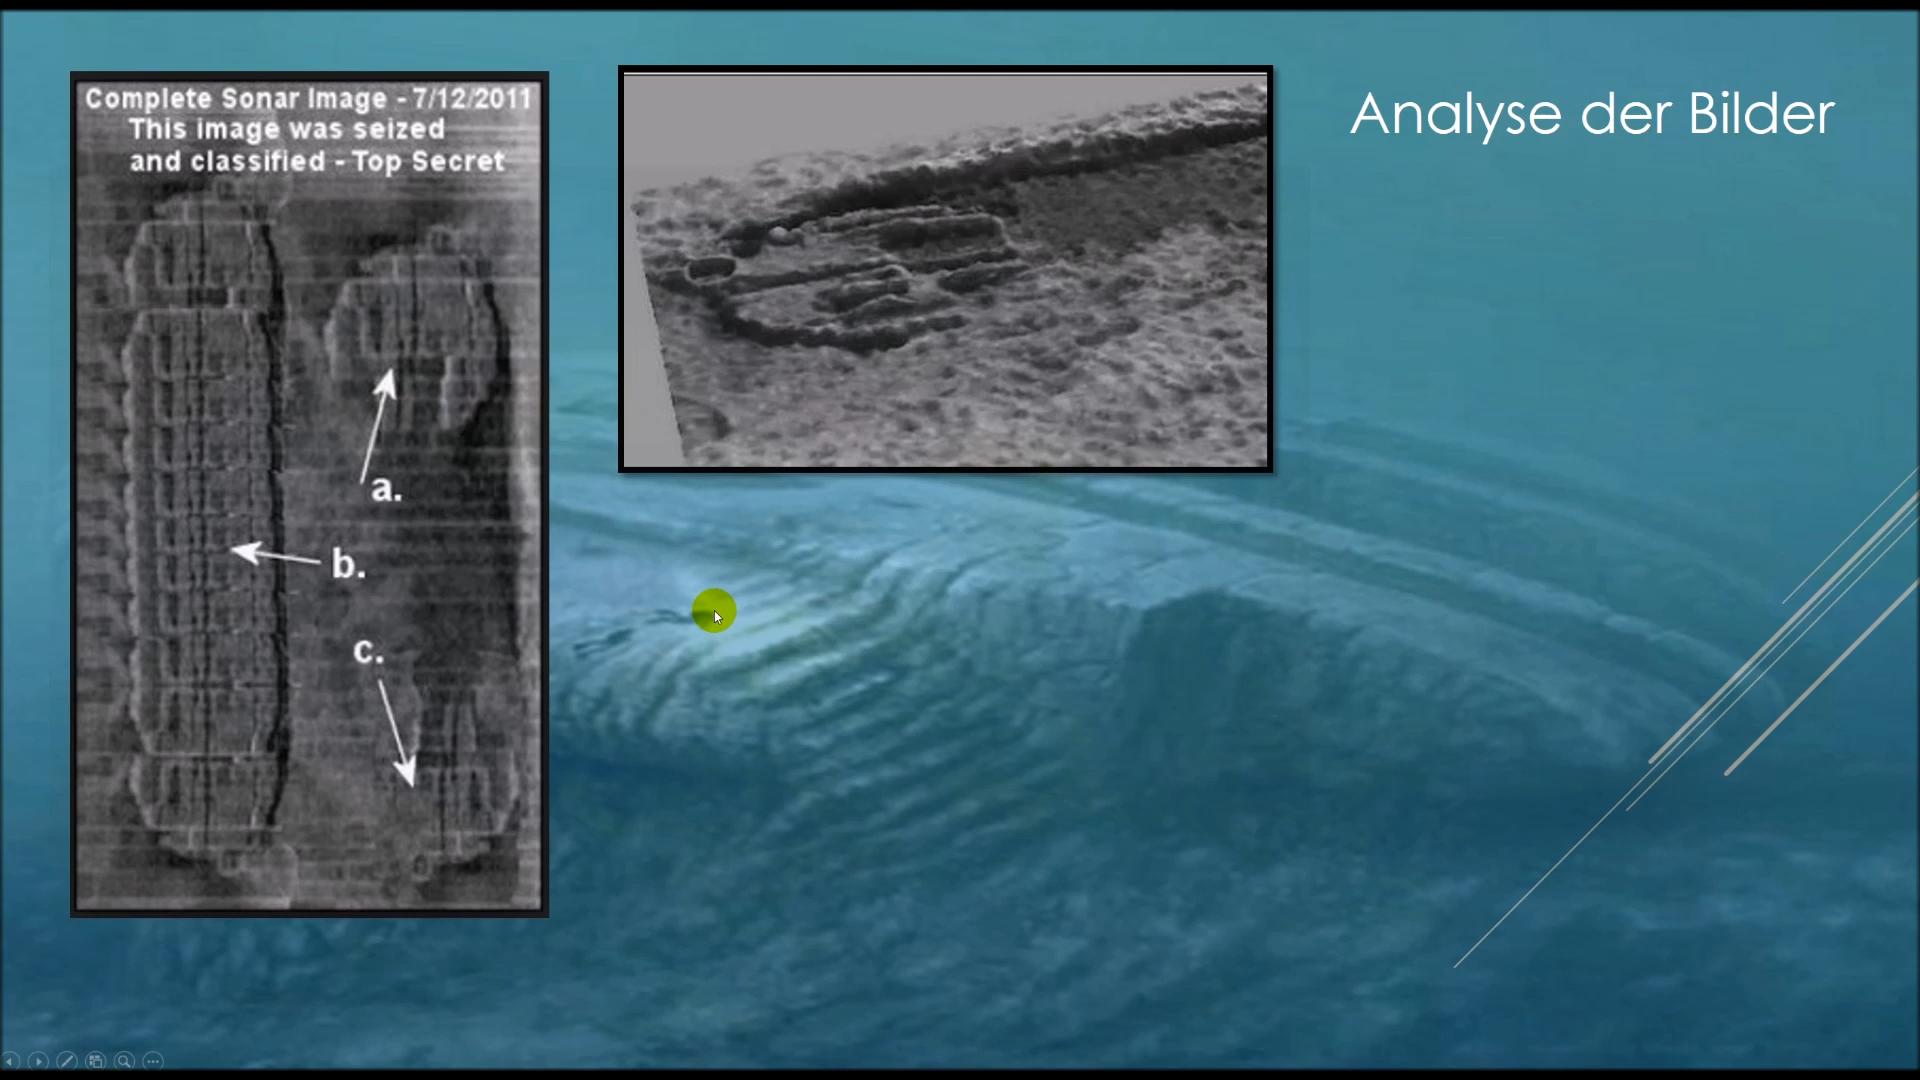 Complete Sonar Image - 7/12/2011
This image was seized
and classified - Top Secret
a.
b.
c.
Analyse der Bilder